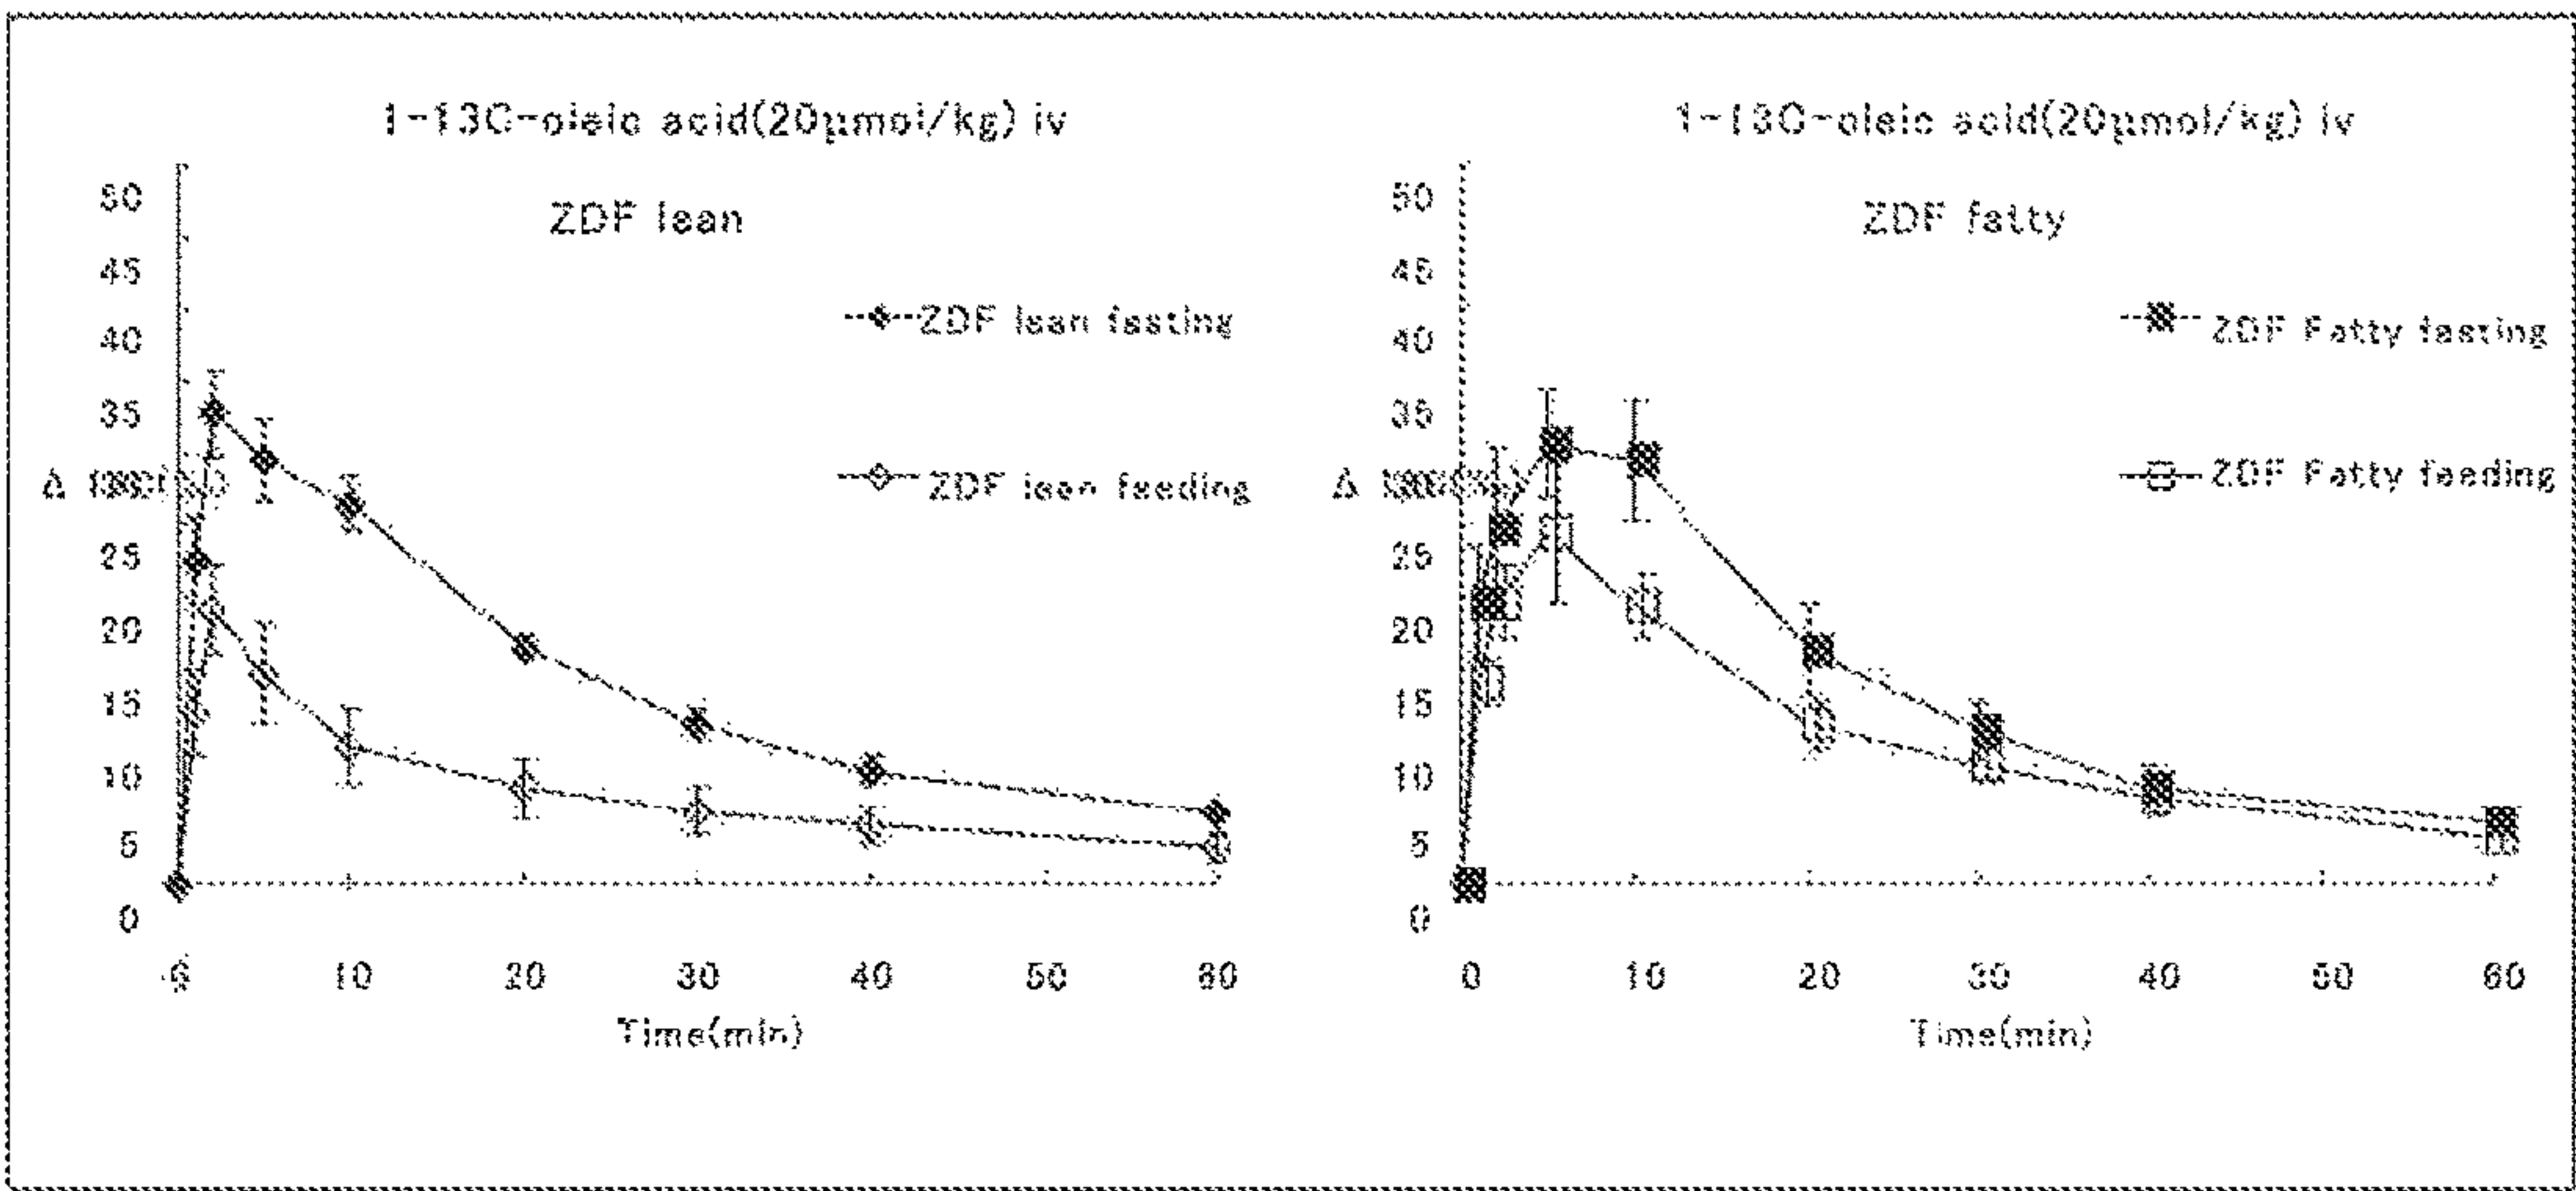 1-13C-oleic acid(20μmol/kg) iv
ZDF lean
50
45
40
35
Δ
25
20
15
10
5
0
ZDF lean fasting
ZDF lean feeding
0 10 20 30 40 50 60
Time(min)
1-13C-oleic acid(20μmol/kg) iv
ZDF fatty
50
45
40
35
Δ
25
20
15
10
5
0
ZDF Fatty fasting
ZDF Fatty feeding
0 10 20 30 40 50 60
Time(min)